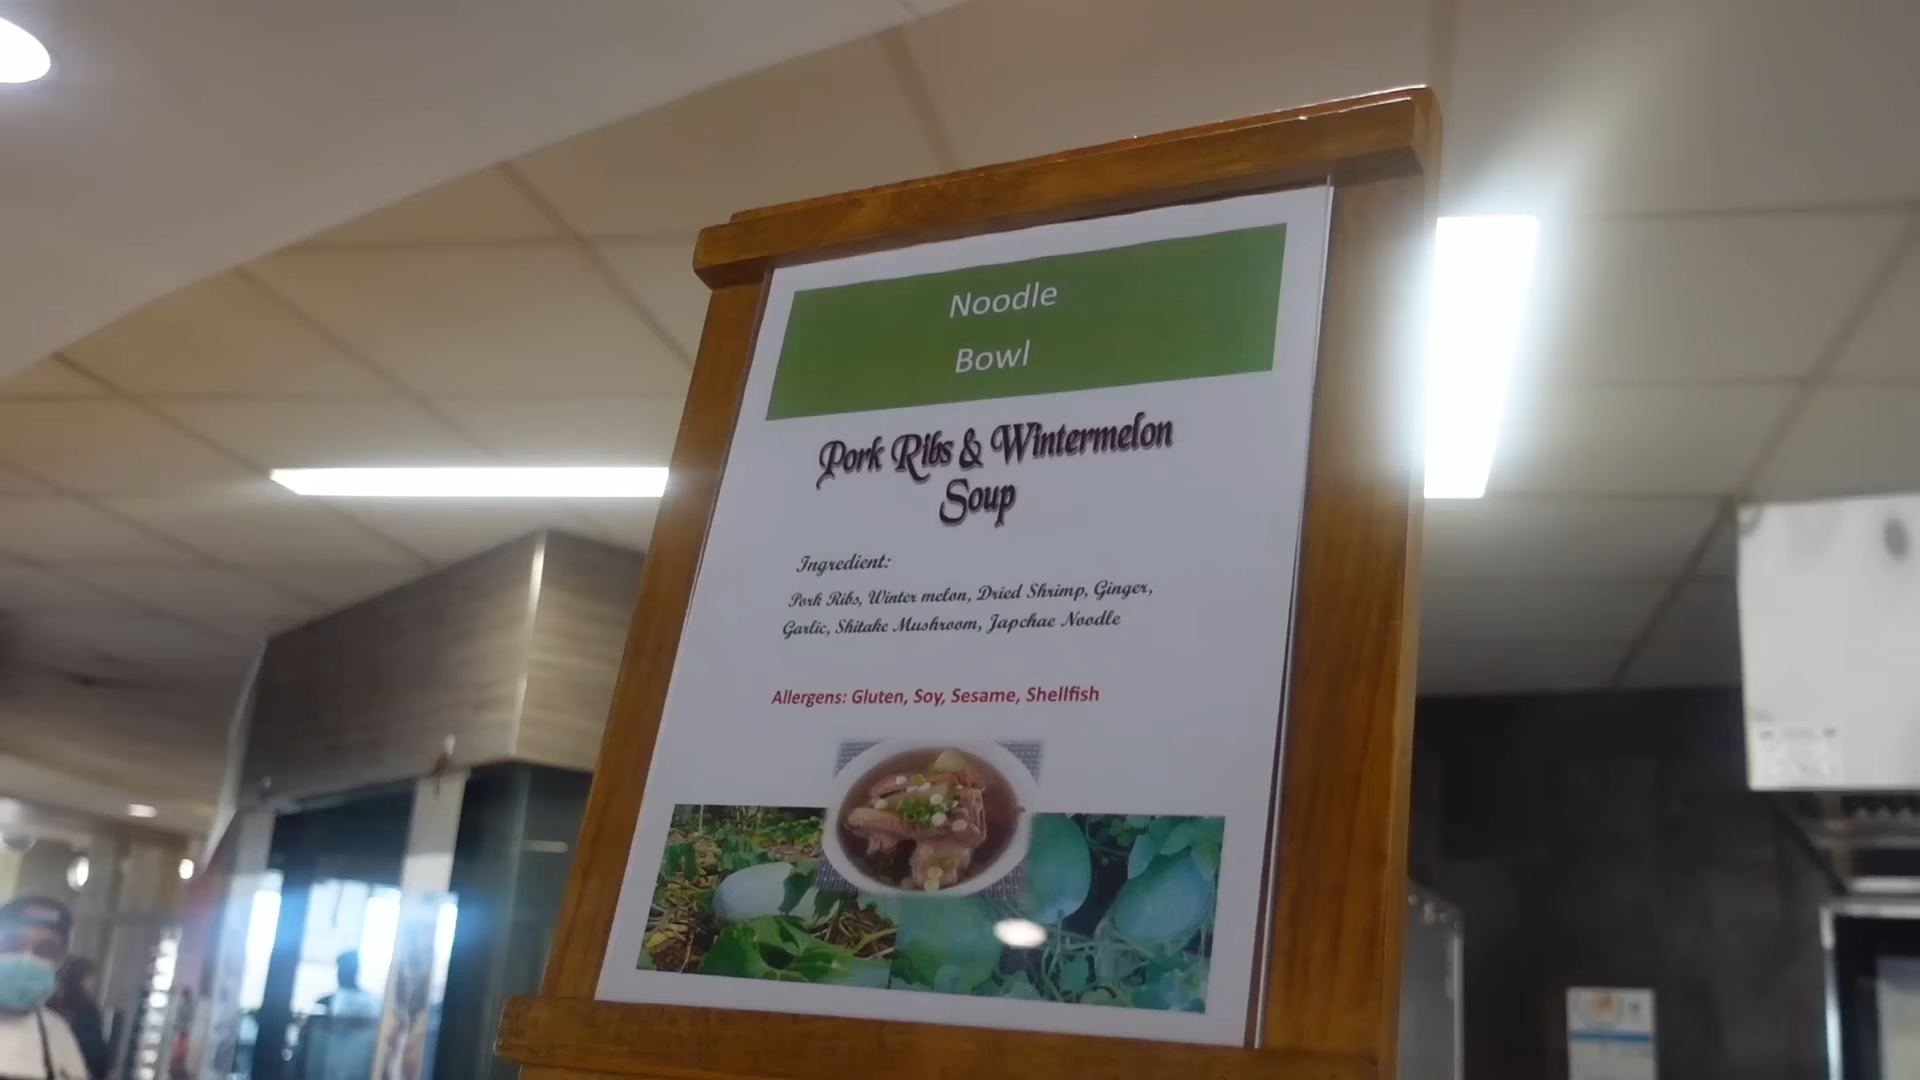 Noodle
Bowl
Pork Ribs & Wintermelon
Soup
Ingredient:
Pork Ribs, Winter melon, Dried Shrimp, Ginger,
Garlic, Shitake Mushroom, Japchae Noodle
Allergens: Gluten, Soy, Sesame, Shellfish